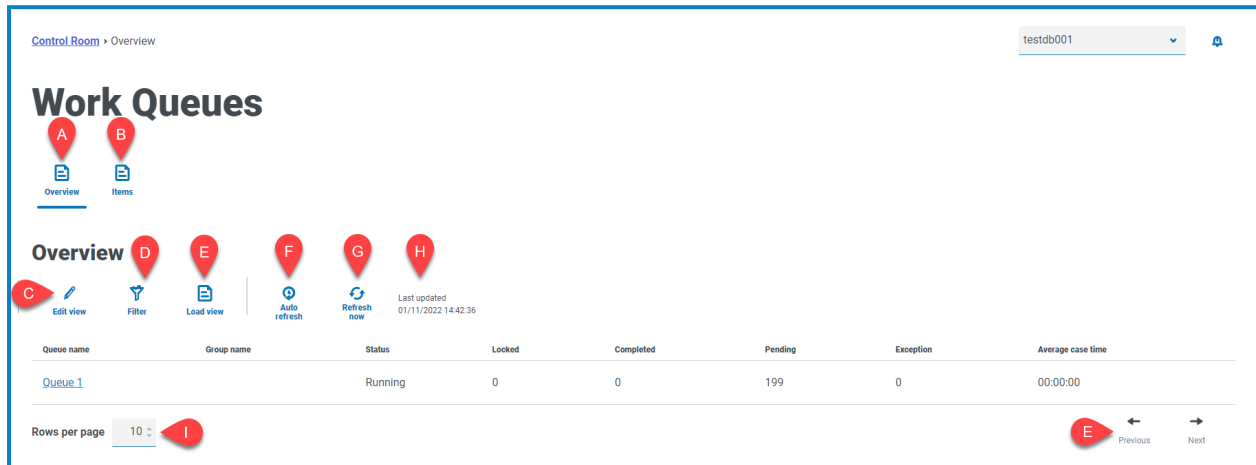 Control Room › Overview
testdb001
Work Queues
A B
Overview Items
Overview
D E F G H
C
Edit view Filter Load view Auto refresh Refresh now Last updated 01/11/2022 14:42:36
Queue name Group name Status Locked Completed Pending Exception Average case time
Queue 1 Running 0 0 199 0 00:00:00
Rows per page 10 I E Previous Next